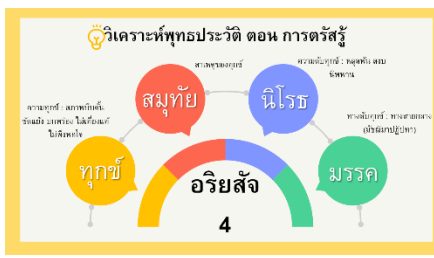 วิเคราะห์พุทธประวัติ ตอน การตรัสรู้
สาเหตุของทุกข์
ความดับทุกข์ : หลุดพ้น สงบ
นิพพาน
สมุทัย
นิโรธ
ความทุกข์ : สภาพบีบคั้น
ขัดแย้ง บกพร่อง ไม่เที่ยงแท้
ไม่พึงพอใจ
ทางดับทุกข์ : ทางสายกลาง
(มัชฌิมาปฏิปทา)
ทุกข์
มรรค
อริยสัจ
4